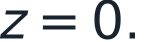 z = 0.